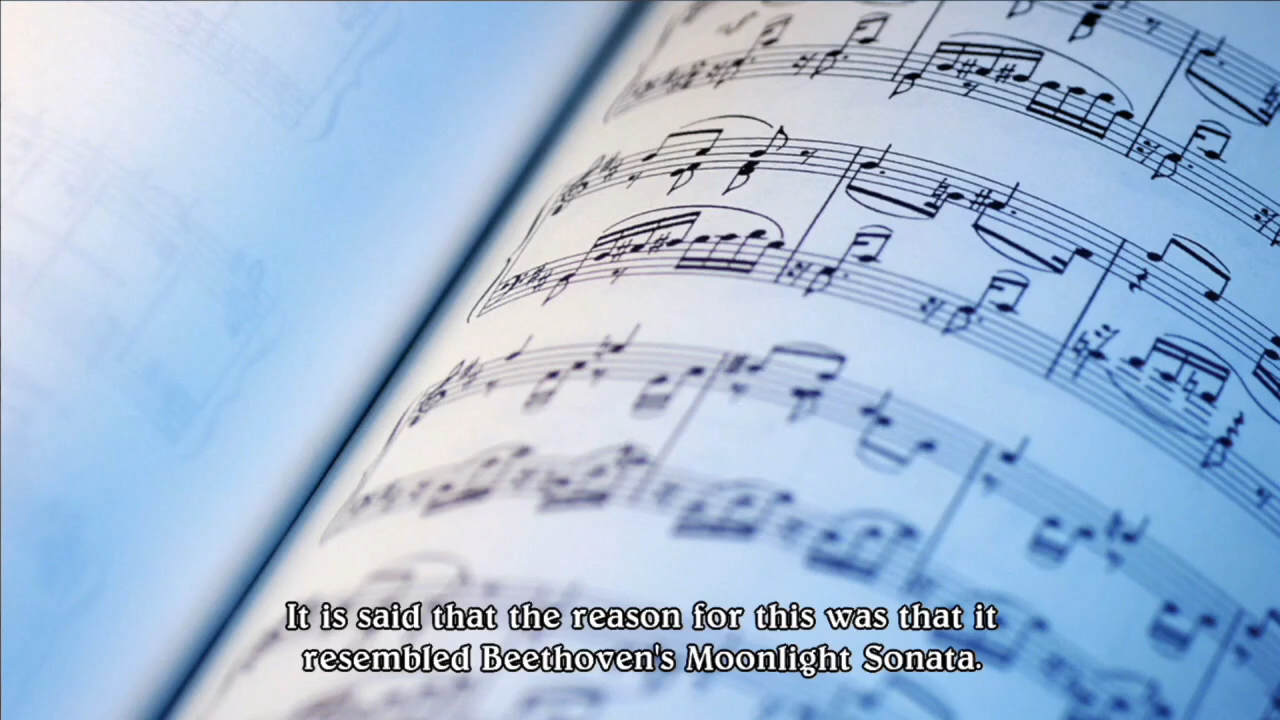 It is said that the reason for this was that it
resembled Beethoven's Moonlight Sonata.